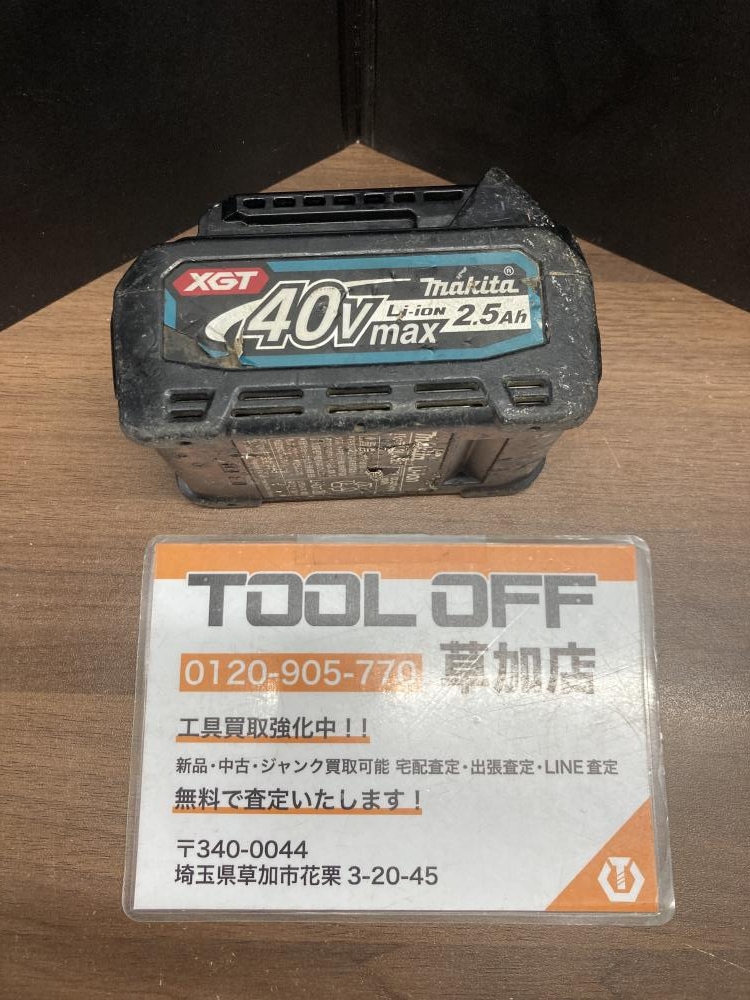 XGT
makita®
40Vmax
Li-ion 2.5Ah
TOOL OFF
0120-905-770 草加店
工具買取強化中!!
新品・中古・ジャンク買取可能 宅配査定・出張査定・LINE査定
無料で査定いたします!
〒340-0044
埼玉県草加市花栗3-20-45